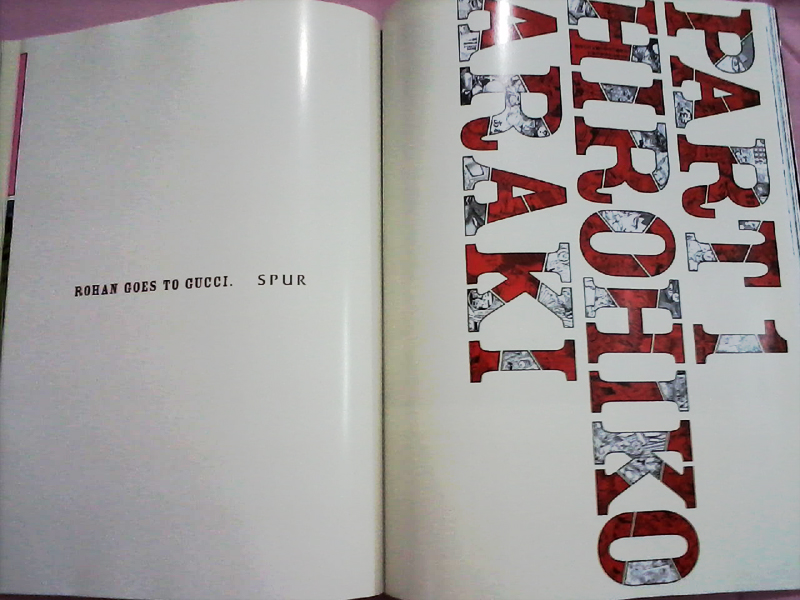 ROHAN GOES TO GUCCI. SPUR
PART 1
HIROHIKO
ARAKI